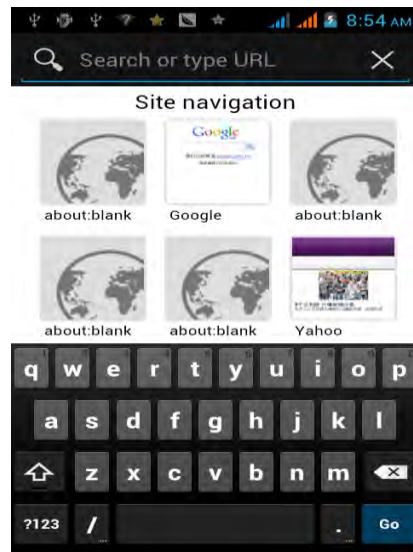 8:54 AM
Search or type URL
Site navigation
Google
about:blank Google about:blank
about:blank about:blank Yahoo
q w e r t y u i o p
a s d f g h j k l
z x c v b n m
?123 / . Go